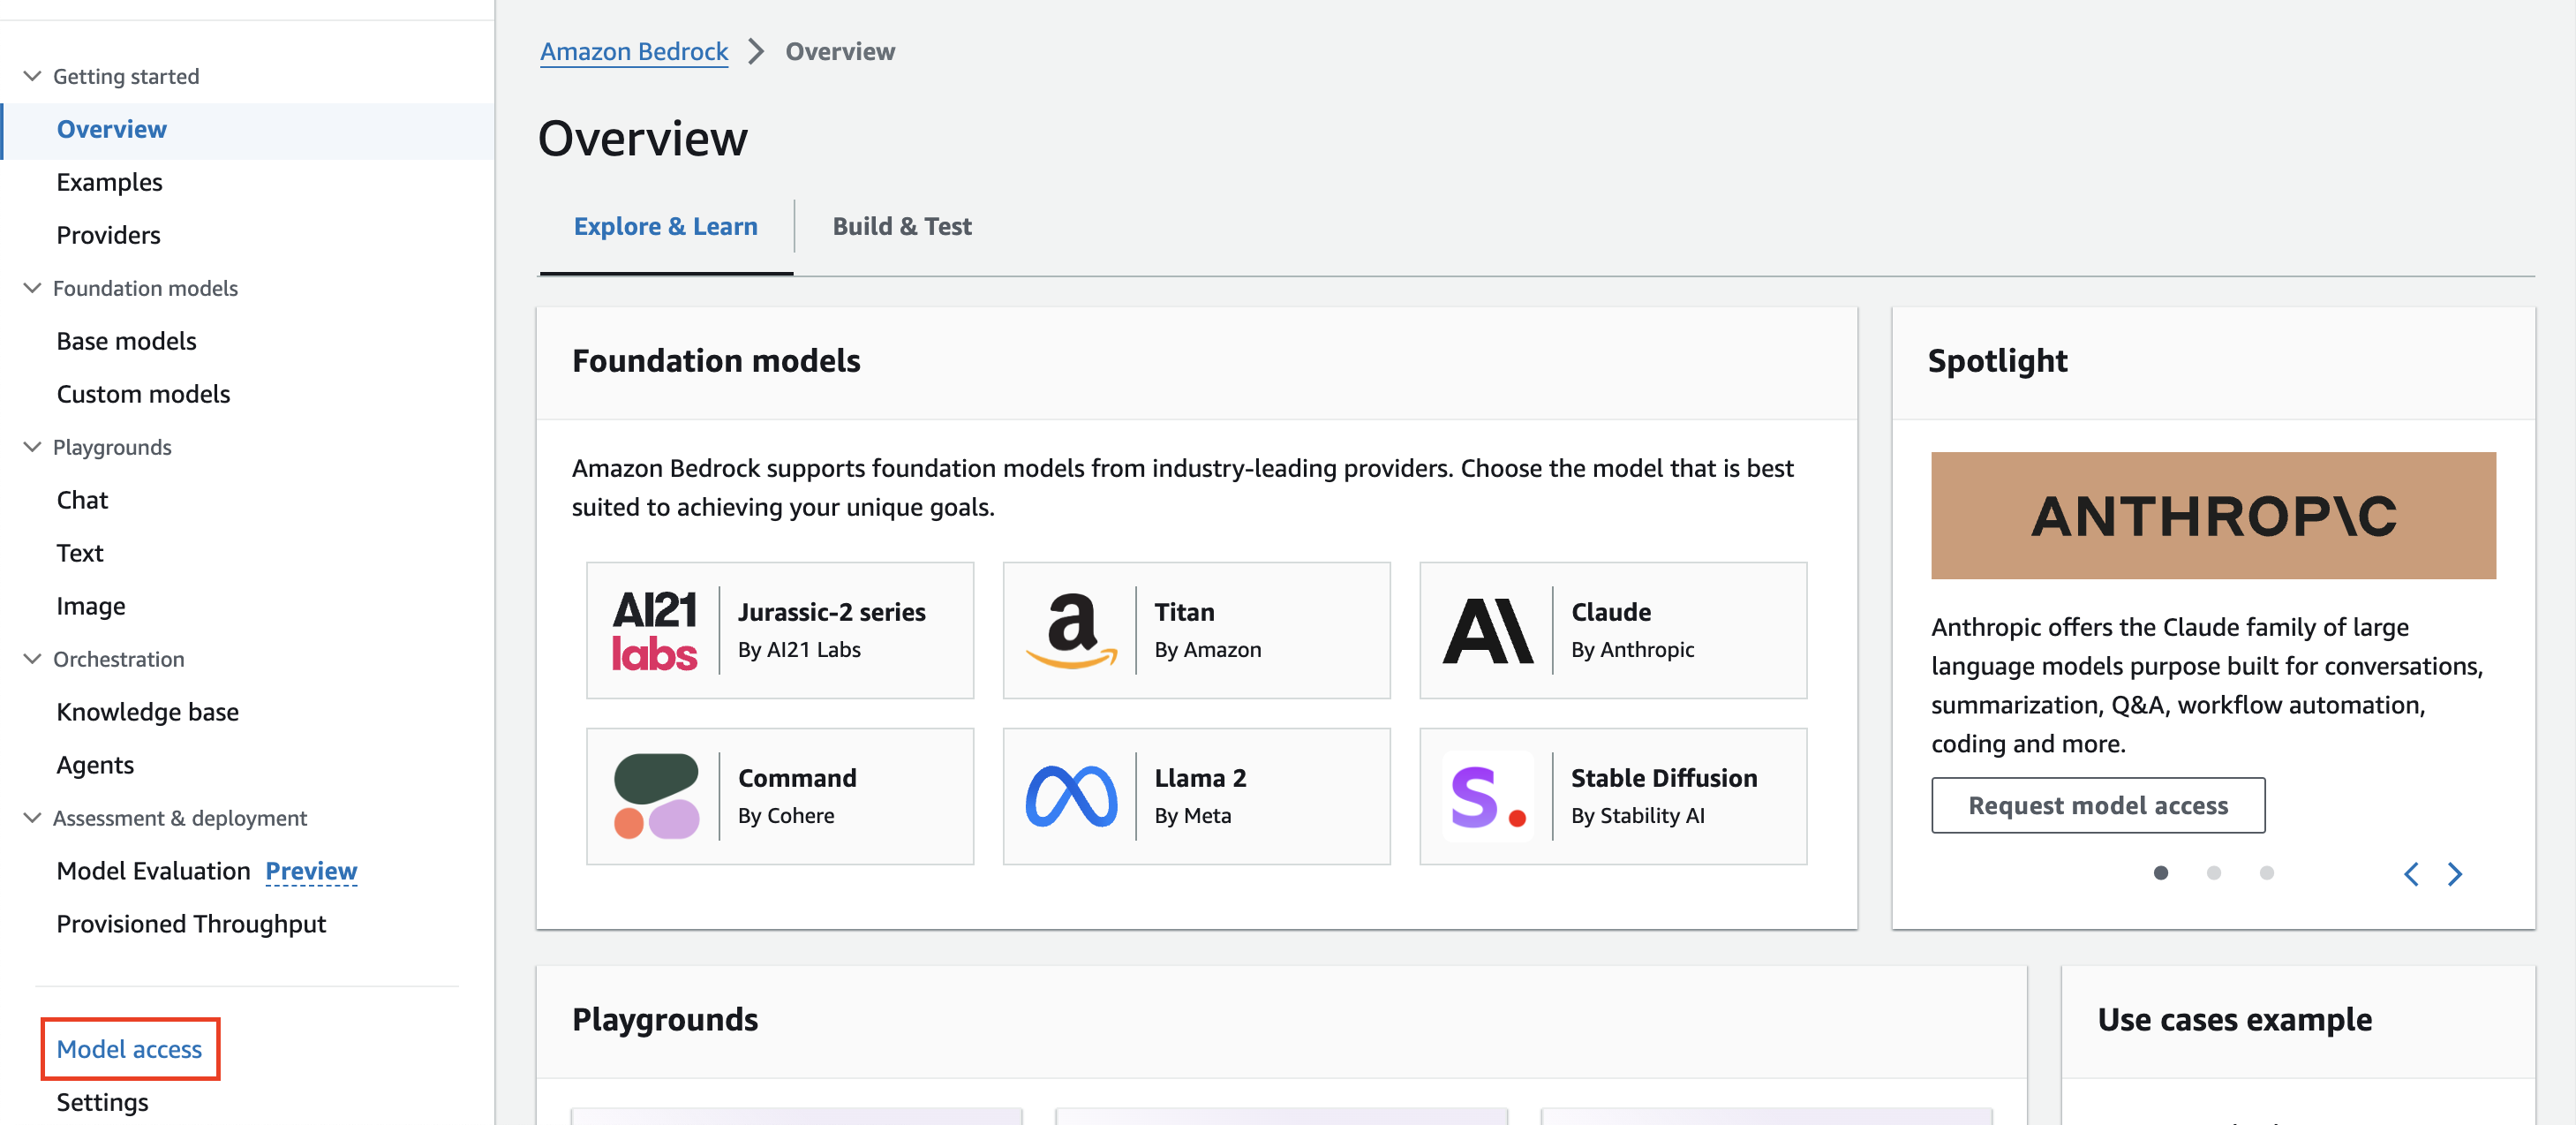 Getting started
Overview
Examples
Providers
Foundation models
Base models
Custom models
Playgrounds
Chat
Text
Image
Orchestration
Knowledge base
Agents
Assessment & deployment
Model Evaluation Preview
Provisioned Throughput
Model access
Settings
Amazon Bedrock > Overview
Overview
Explore & Learn
Build & Test
Foundation models
Amazon Bedrock supports foundation models from industry-leading providers. Choose the model that is best
suited to achieving your unique goals.
AI21
labs
Jurassic-2 series
By AI21 Labs
a
Titan
By Amazon
A\
Claude
By Anthropic
Command
By Cohere
Llama 2
By Meta
S.
Stable Diffusion
By Stability AI
Spotlight
ANTHROP\C
Anthropic offers the Claude family of large
language models purpose built for conversations,
summarization, Q&A, workflow automation,
coding and more.
Request model access
Playgrounds
Use cases example